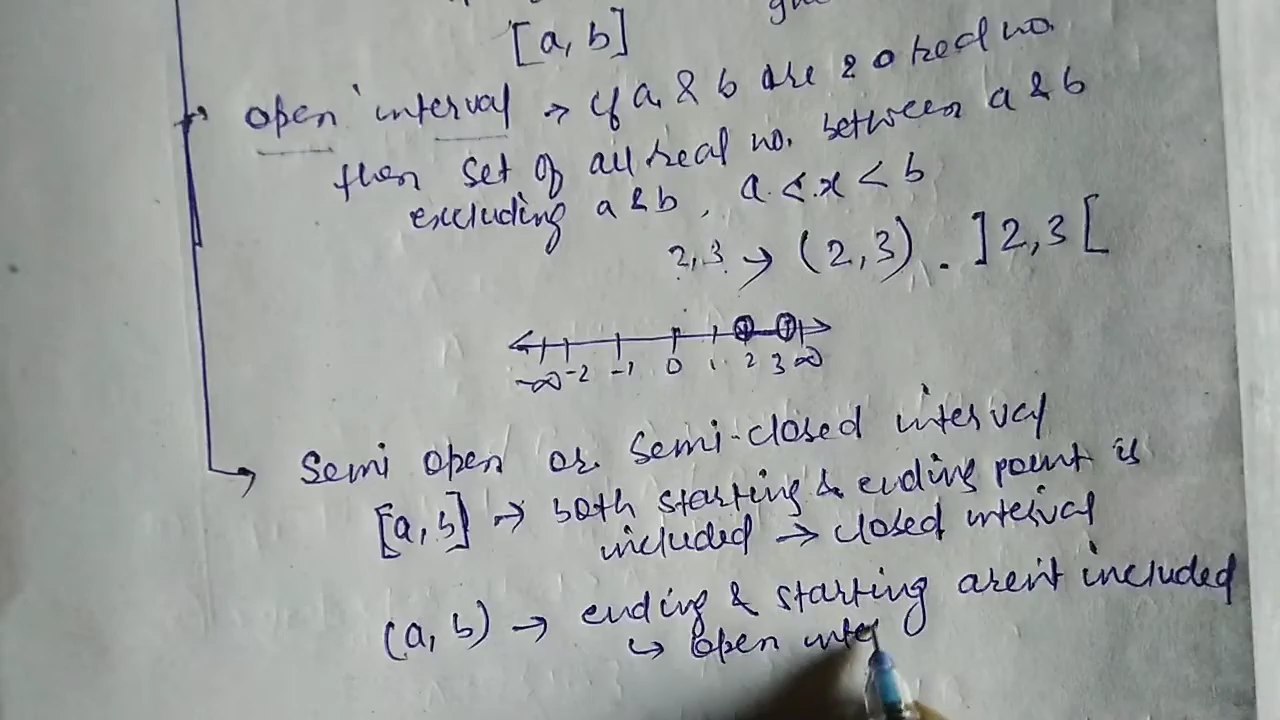 [a, b]
open interval → if a & b are 2 real no.
then set of all real no. between a & b
excluding a & b, a < x < b
2,3 → (2,3) . ]2,3[
-∞ -2 -1 0 1 2 3 ∞
Semi open or Semi-closed interval
[a, b] → both starting & ending point is
included → closed interval
(a, b) → ending & starting aren't included
↳ open inte